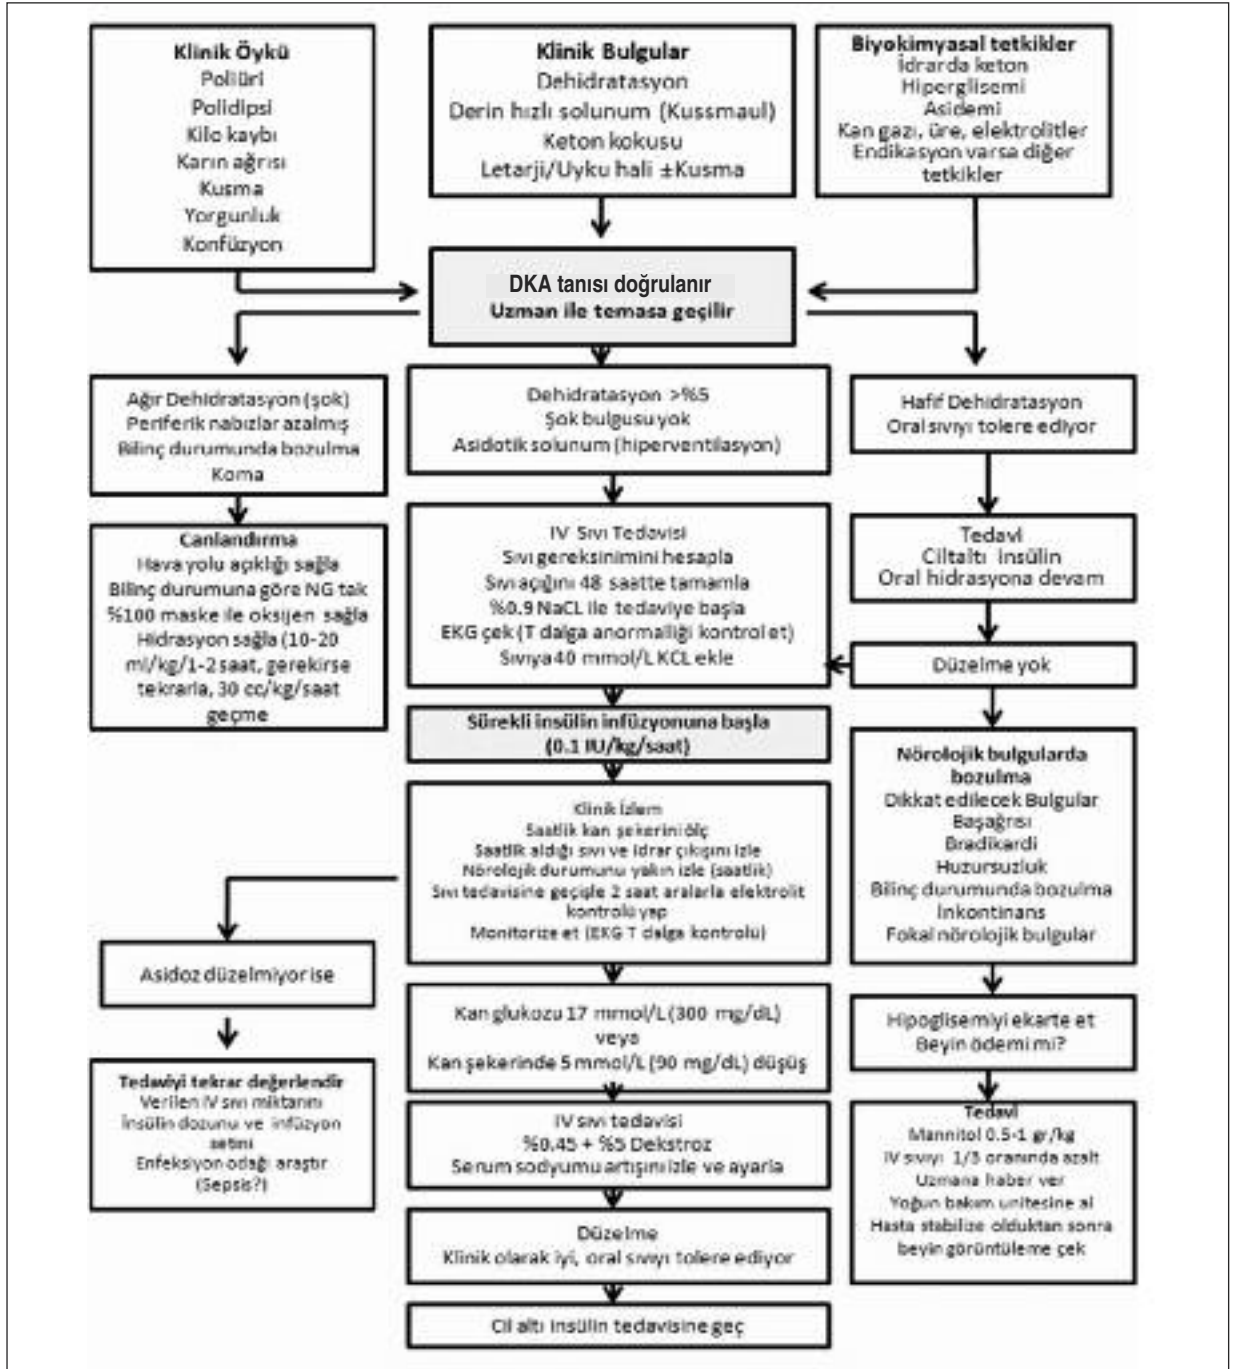 Klinik Öykü
Poliüri
Polidipsi
Kilo kaybı
Karın ağrısı
Kusma
Yorgunluk
Konfüzyon
Klinik Bulgular
Dehidratasyon
Derin hızlı solunum (Kussmaul)
Keton kokusu
Letarji/Uyku hali ±Kusma
Biyokimyasal tetkikler
İdrarda keton
Hiperglisemi
Asidemi
Kan gazı, üre, elektrolitler
Endikasyon varsa diğer
tetkikler
DKA tanısı doğrulanır
Uzman ile temasa geçilir
Ağır Dehidratasyon (şok)
Periferik nabızlar azalmış
Bilinç durumunda bozulma
Koma
Canlandırma
Hava yolu açıklığı sağla
Bilinç durumuna göre NG tak
%100 maske ile oksijen sağla
Hidrasyon sağla (10-20
ml/kg/1-2 saat, gerekirse
tekrarla, 30 cc/kg/saat
geçme
Dehidratasyon >%5
Şok bulgusu yok
Asidotik solunum (hiperventilasyon)
IV Sıvı Tedavisi
Sıvı gereksinimini hesapla
Sıvı açığını 48 saatte tamamla
%0.9 NaCL ile tedaviye başla
EKG çek (T dalga anormalliği kontrol et)
Sıvıya 40 mmol/L KCL ekle
Sürekli insülin infüzyonuna başla
(0.1 IU/kg/saat)
Klinik İzlem
Saatlik kan şekerini ölç
Saatlik aldığı sıvı ve idrar çıkışını izle
Nörolojik durumunu yakın izle (saatlik)
Sıvı tedavisine geçişle 2 saat aralarla elektrolit
kontrolü yap
Monitorize et (EKG T dalga kontrolü)
Asidoz düzelmiyor ise
Tedaviyi tekrar değerlendir
Verilen IV sıvı miktarını
İnsülin dozunu ve infüzyon
setini
Enfeksiyon odağı araştır
(Sepsis?)
Kan glukozu 17 mmol/L (300 mg/dL)
veya
Kan şekerinde 5 mmol/L (90 mg/dL) düşüş
IV sıvı tedavisi
%0.45 + %5 Dekstroz
Serum sodyumu artışını izle ve ayarla
Düzelme
Klinik olarak iyi, oral sıvıyı tolere ediyor
Cil altı insülin tedavisine geç
Hafif Dehidratasyon
Oral sıvıyı tolere ediyor
Tedavi
Ciltaltı insülin
Oral hidrasyona devam
Düzelme yok
Nörolojik bulgularda
bozulma
Dikkat edilecek Bulgular
Başağrısı
Bradikardi
Huzursuzluk
Bilinç durumunda bozulma
İnkontinans
Fokal nörolojik bulgular
Hipoglisemiyi ekarte et
Beyin ödemi mi?
Tedavi
Mannitol 0.5-1 gr/kg
IV sıvıyı 1/3 oranında azalt
Uzmana haber ver
Yoğun bakım unitesine al
Hasta stabilize olduktan sonra
beyin görüntüleme çek